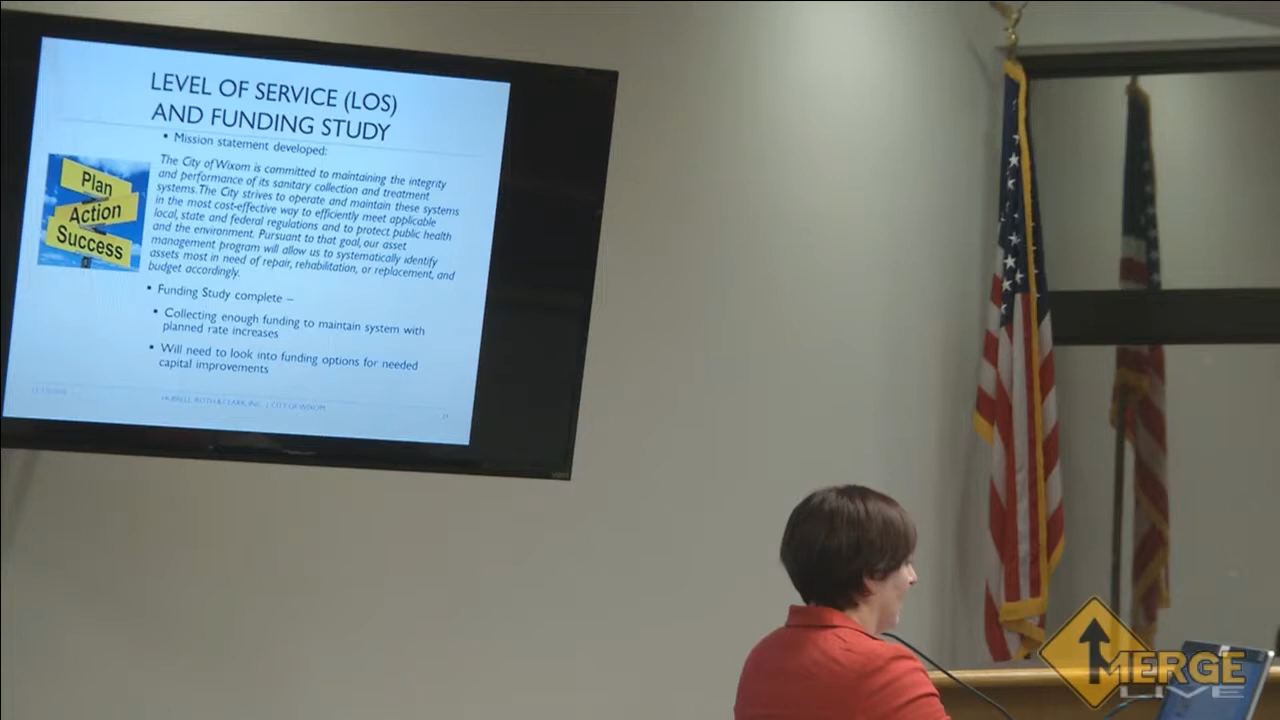 LEVEL OF SERVICE (LOS)
AND FUNDING STUDY
• Mission statement developed:
The City of Wixom is committed to maintaining the integrity
and performance of its sanitary collection and treatment
systems. The City strives to operate and maintain these systems
in the most cost-effective way to efficiently meet applicable
local, state and federal regulations and to protect public health
and the environment. Pursuant to that goal, our asset
management program will allow us to systematically identify
assets most in need of repair, rehabilitation, or replacement, and
budget accordingly.
Plan
Action
Success
• Funding Study complete –
• Collecting enough funding to maintain system with
planned rate increases
• Will need to look into funding options for needed
capital improvements
HUBBELL, ROTH & CLARK, INC. | CITY OF WIXOM
MERGE
LIVE